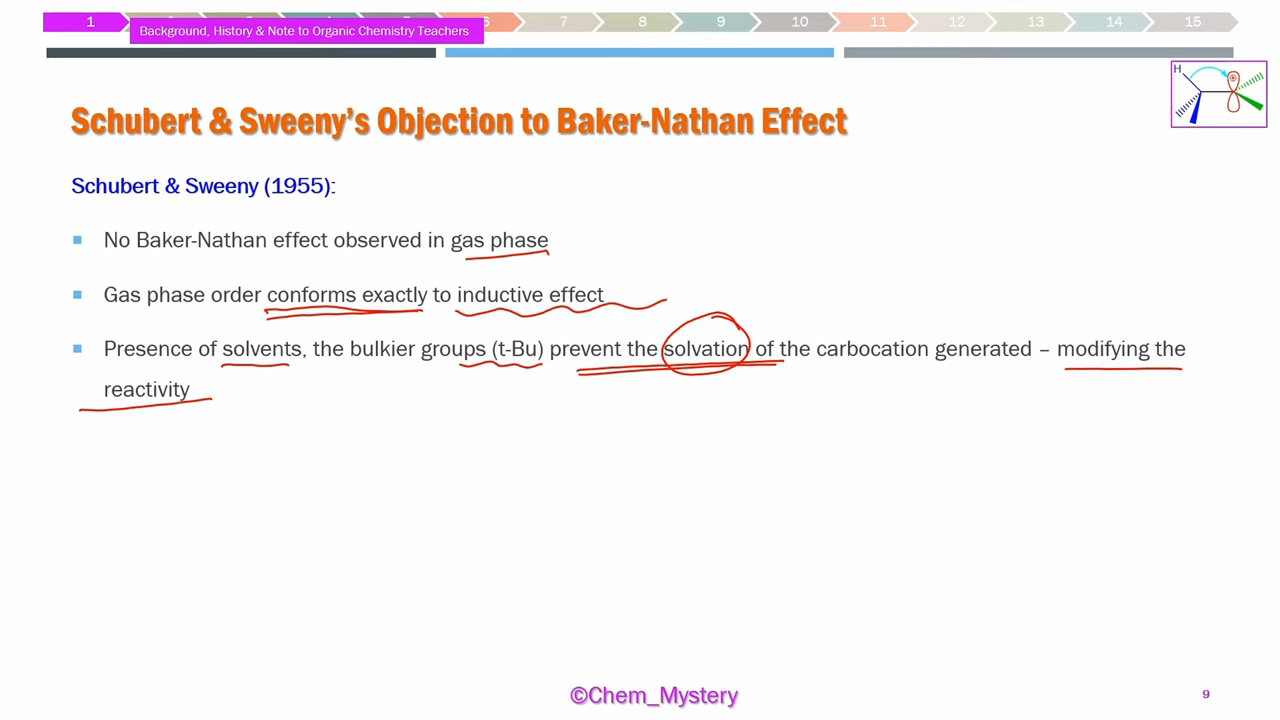 1 6 7 8 9 10 11 12 13 14 15
Background, History & Note to Organic Chemistry Teachers
H
Schubert & Sweeny's Objection to Baker-Nathan Effect
Schubert & Sweeny (1955):
No Baker-Nathan effect observed in gas phase
Gas phase order conforms exactly to inductive effect
Presence of solvents, the bulkier groups (t-Bu) prevent the solvation of the carbocation generated – modifying the
reactivity
©Chem_Mystery
9